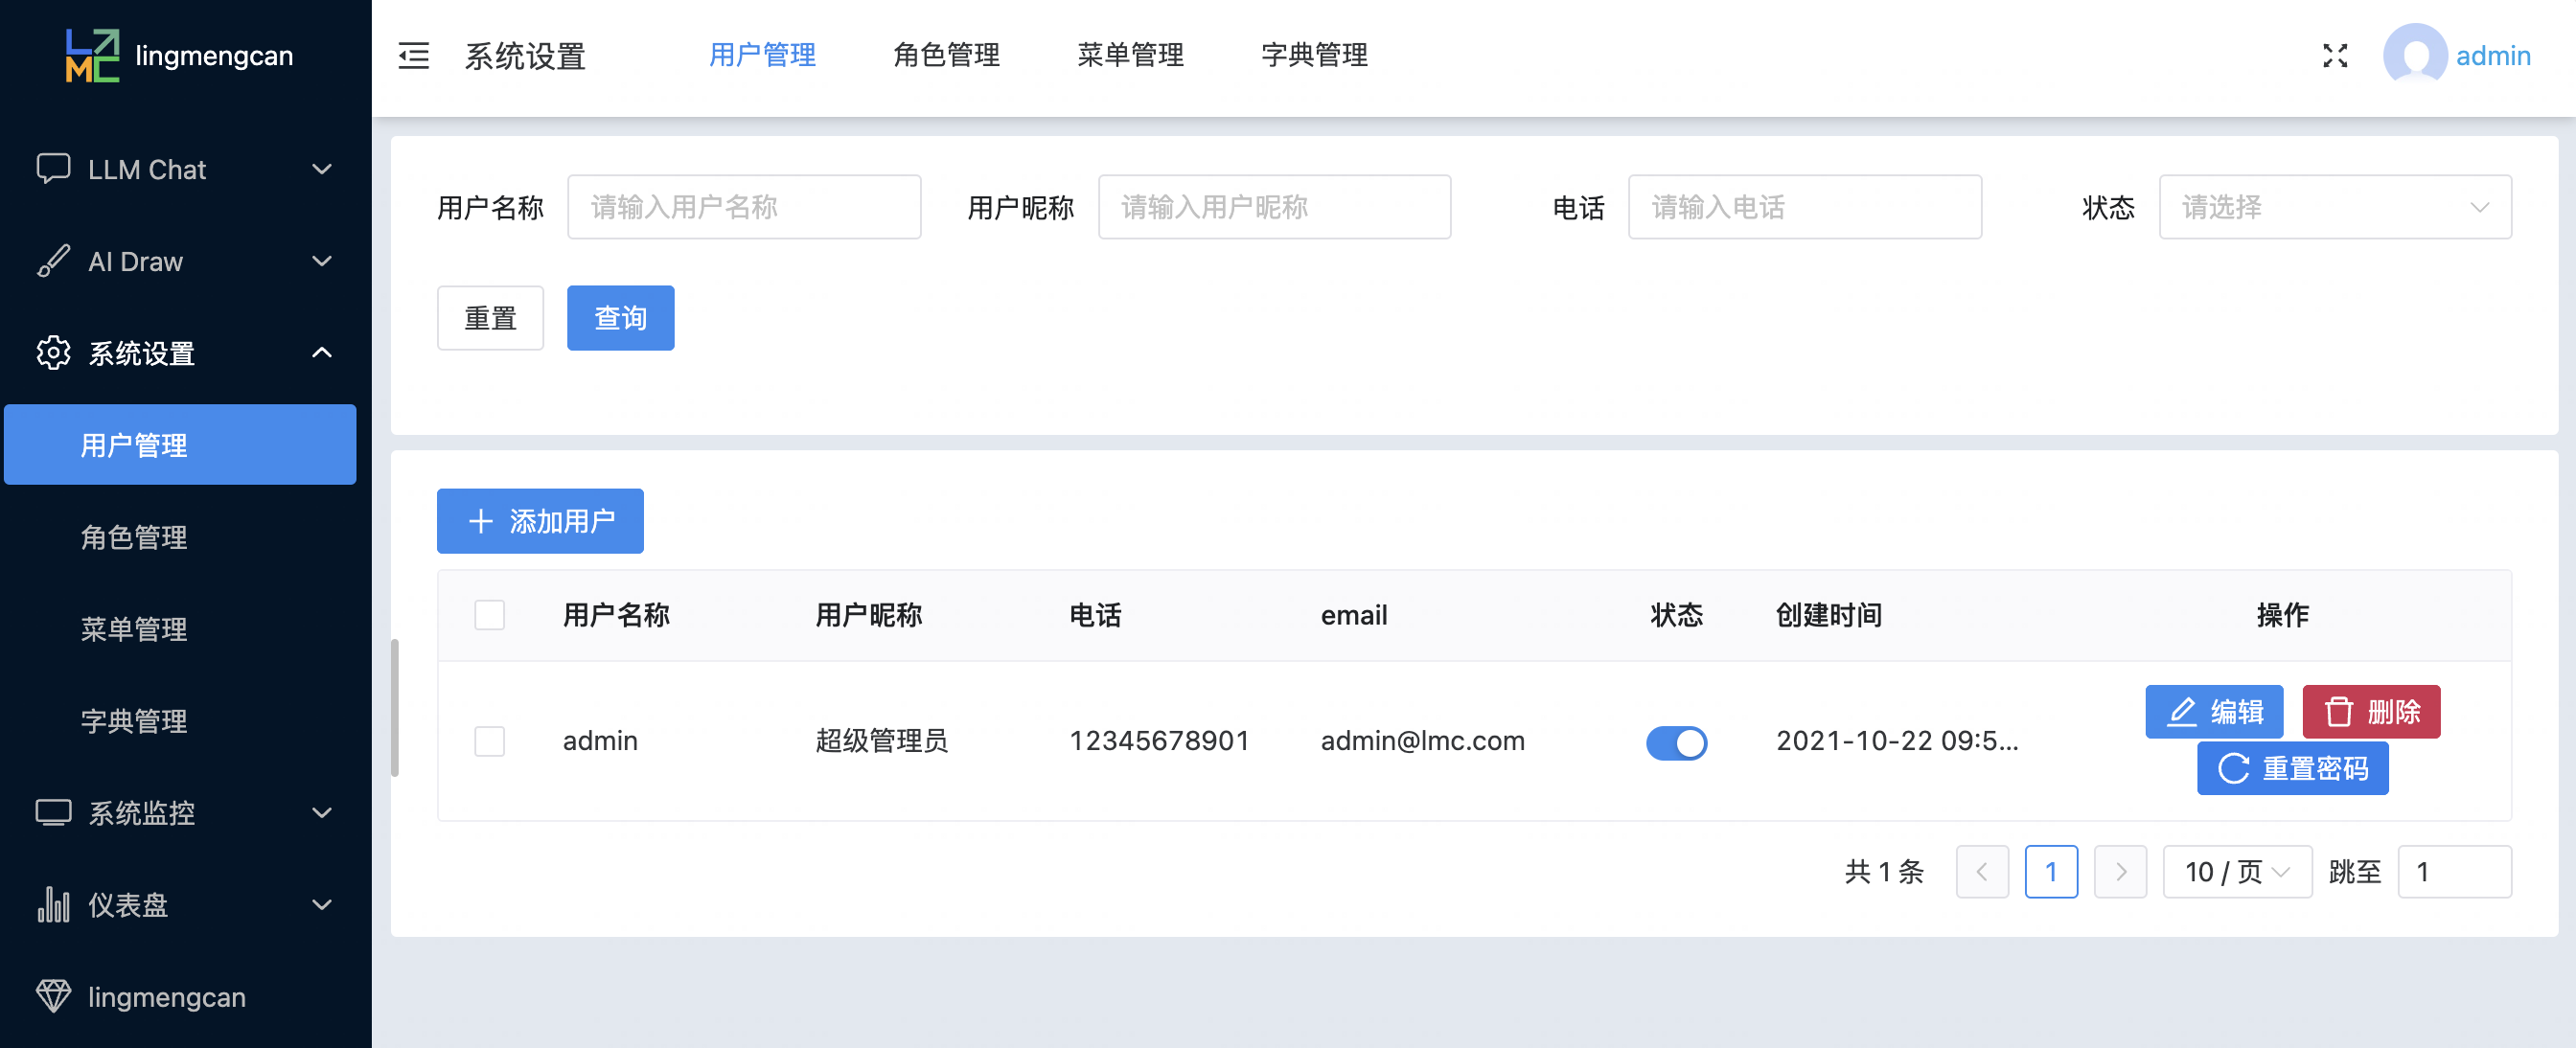 LMC lingmengcan
系统设置 用户管理 角色管理 菜单管理 字典管理 admin
LLM Chat
AI Draw
系统设置
用户管理
角色管理
菜单管理
字典管理
系统监控
仪表盘
lingmengcan
用户名称 请输入用户名称 用户昵称 请输入用户昵称 电话 请输入电话 状态 请选择
重置 查询
添加用户
用户名称 用户昵称 电话 email 状态 创建时间 操作
admin 超级管理员 12345678901 admin@lmc.com 2021-10-22 09:5... 编辑 删除
重置密码
共 1 条 1 10 / 页 跳至 1